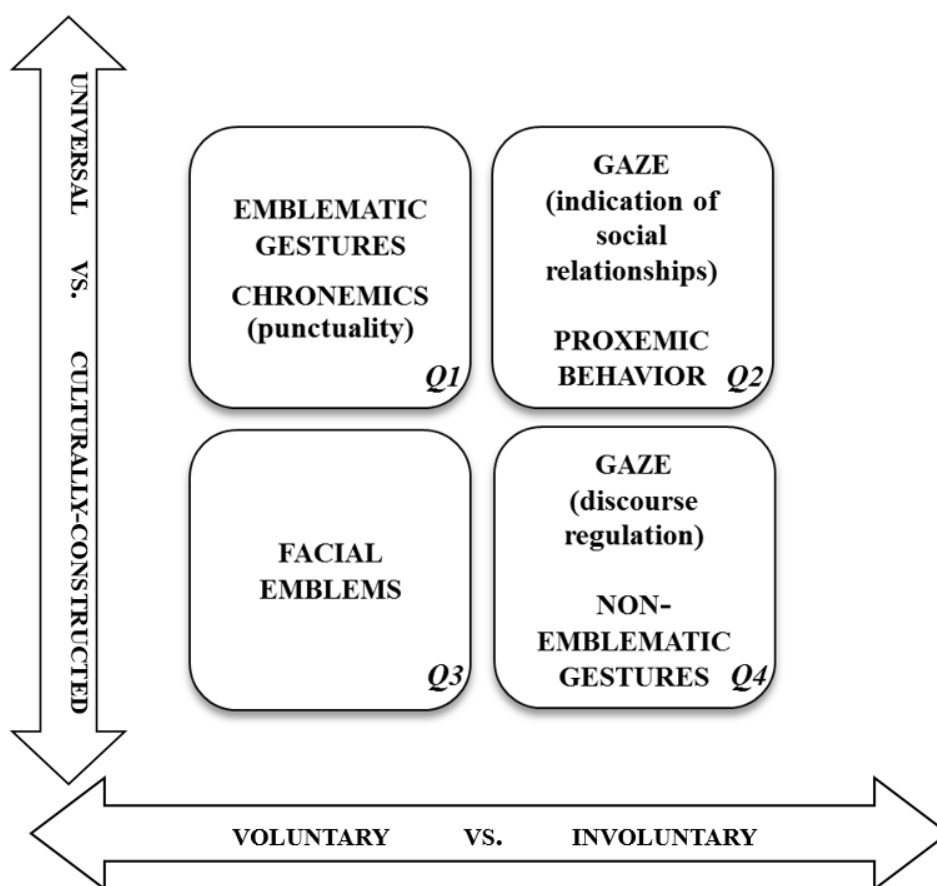 UNIVERSAL VS. CULTURALLY-CONSTRUCTED
EMBLEMATIC
GESTURES
CHRONEMICS
(punctuality)
Q1
GAZE
(indication of
social
relationships)
PROXEMIC
BEHAVIOR
Q2
FACIAL
EMBLEMS
Q3
GAZE
(discourse
regulation)
NON-
EMBLEMATIC
GESTURES
Q4
VOLUNTARY VS. INVOLUNTARY